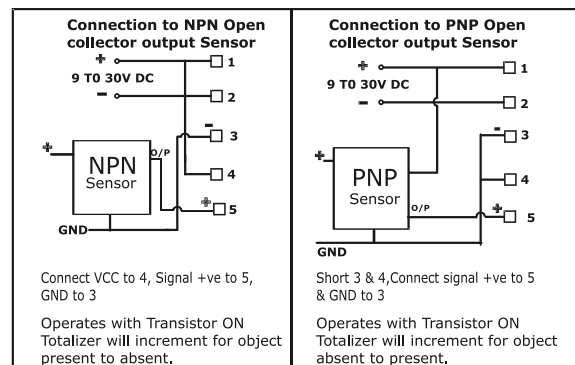 Connection to NPN Open
collector output Sensor
+
9 T0 30V DC
-
1
2
-
3
+
NPN
Sensor
O/P
4
+
5
GND
Connect VCC to 4, Signal +ve to 5,
GND to 3
Operates with Transistor ON
Totalizer will increment for object
present to absent.
Connection to PNP Open
collector output Sensor
+
9 T0 30V DC
-
1
2
-
3
+
PNP
Sensor
O/P
4
+
5
GND
Short 3 & 4,Connect signal +ve to 5
& GND to 3
Operates with Transistor ON
Totalizer will increment for object
absent to present.